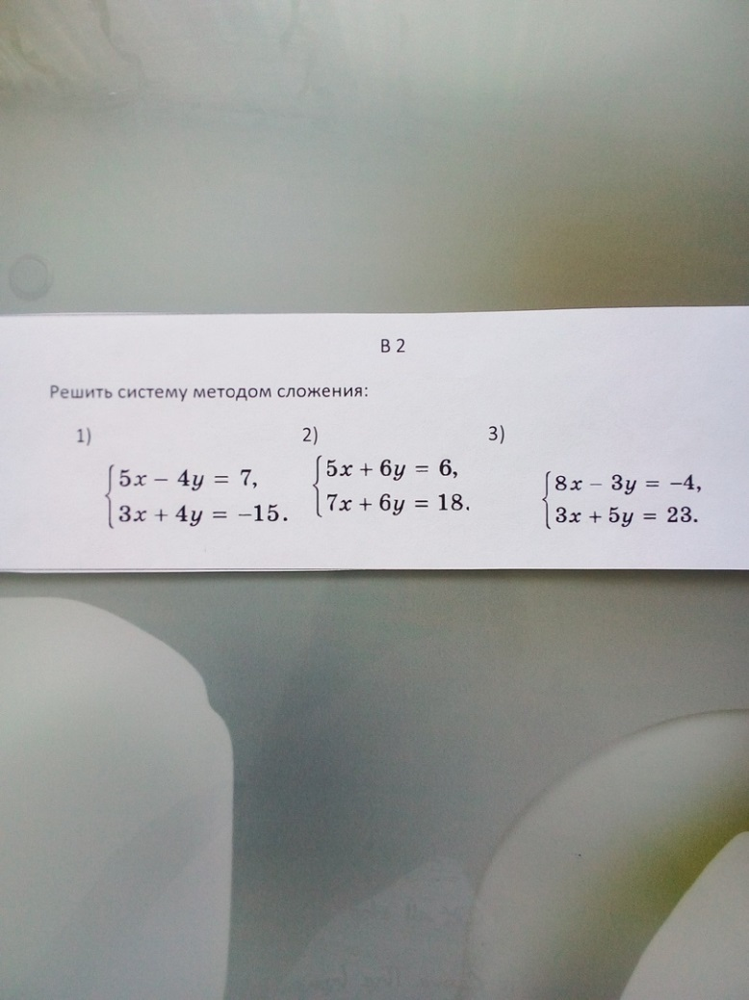 В 2
Решить систему методом сложения:
1) 2) 3)
5x − 4y = 7,
3x + 4y = −15.
5x + 6y = 6,
7x + 6y = 18.
8x − 3y = −4,
3x + 5y = 23.